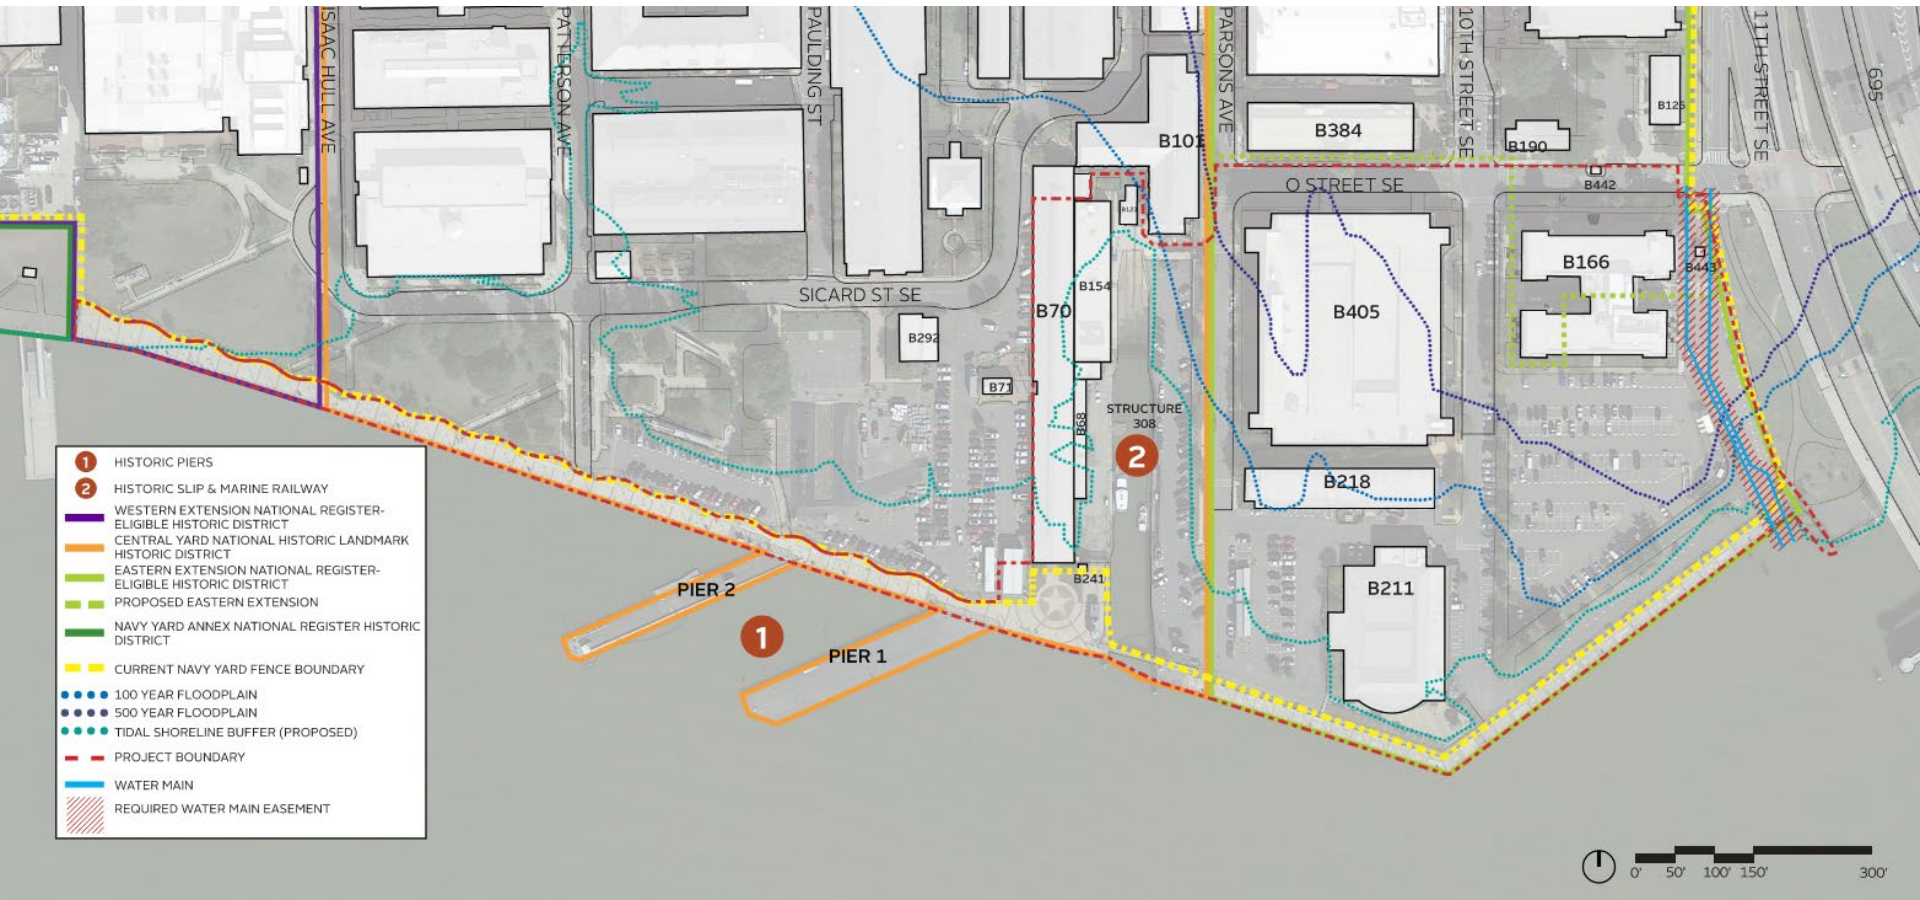 ISAAC HULL AVE
PATTERSON AVE
PAULDING ST
PARSONS AVE
10TH STREET SE
11TH STREET SE
695
B384
B101
B190
B125
B442
O STREET SE
B123
B166
B443
B154
B70
B405
SICARD ST SE
B292
B71
B68
STRUCTURE
308
2
B218
B211
B241
PIER 2
1
PIER 1
1 HISTORIC PIERS
2 HISTORIC SLIP & MARINE RAILWAY
WESTERN EXTENSION NATIONAL REGISTER-
ELIGIBLE HISTORIC DISTRICT
CENTRAL YARD NATIONAL HISTORIC LANDMARK
HISTORIC DISTRICT
EASTERN EXTENSION NATIONAL REGISTER-
ELIGIBLE HISTORIC DISTRICT
PROPOSED EASTERN EXTENSION
NAVY YARD ANNEX NATIONAL REGISTER HISTORIC
DISTRICT
CURRENT NAVY YARD FENCE BOUNDARY
100 YEAR FLOODPLAIN
500 YEAR FLOODPLAIN
TIDAL SHORELINE BUFFER (PROPOSED)
PROJECT BOUNDARY
WATER MAIN
REQUIRED WATER MAIN EASEMENT
0' 50' 100' 150' 300'